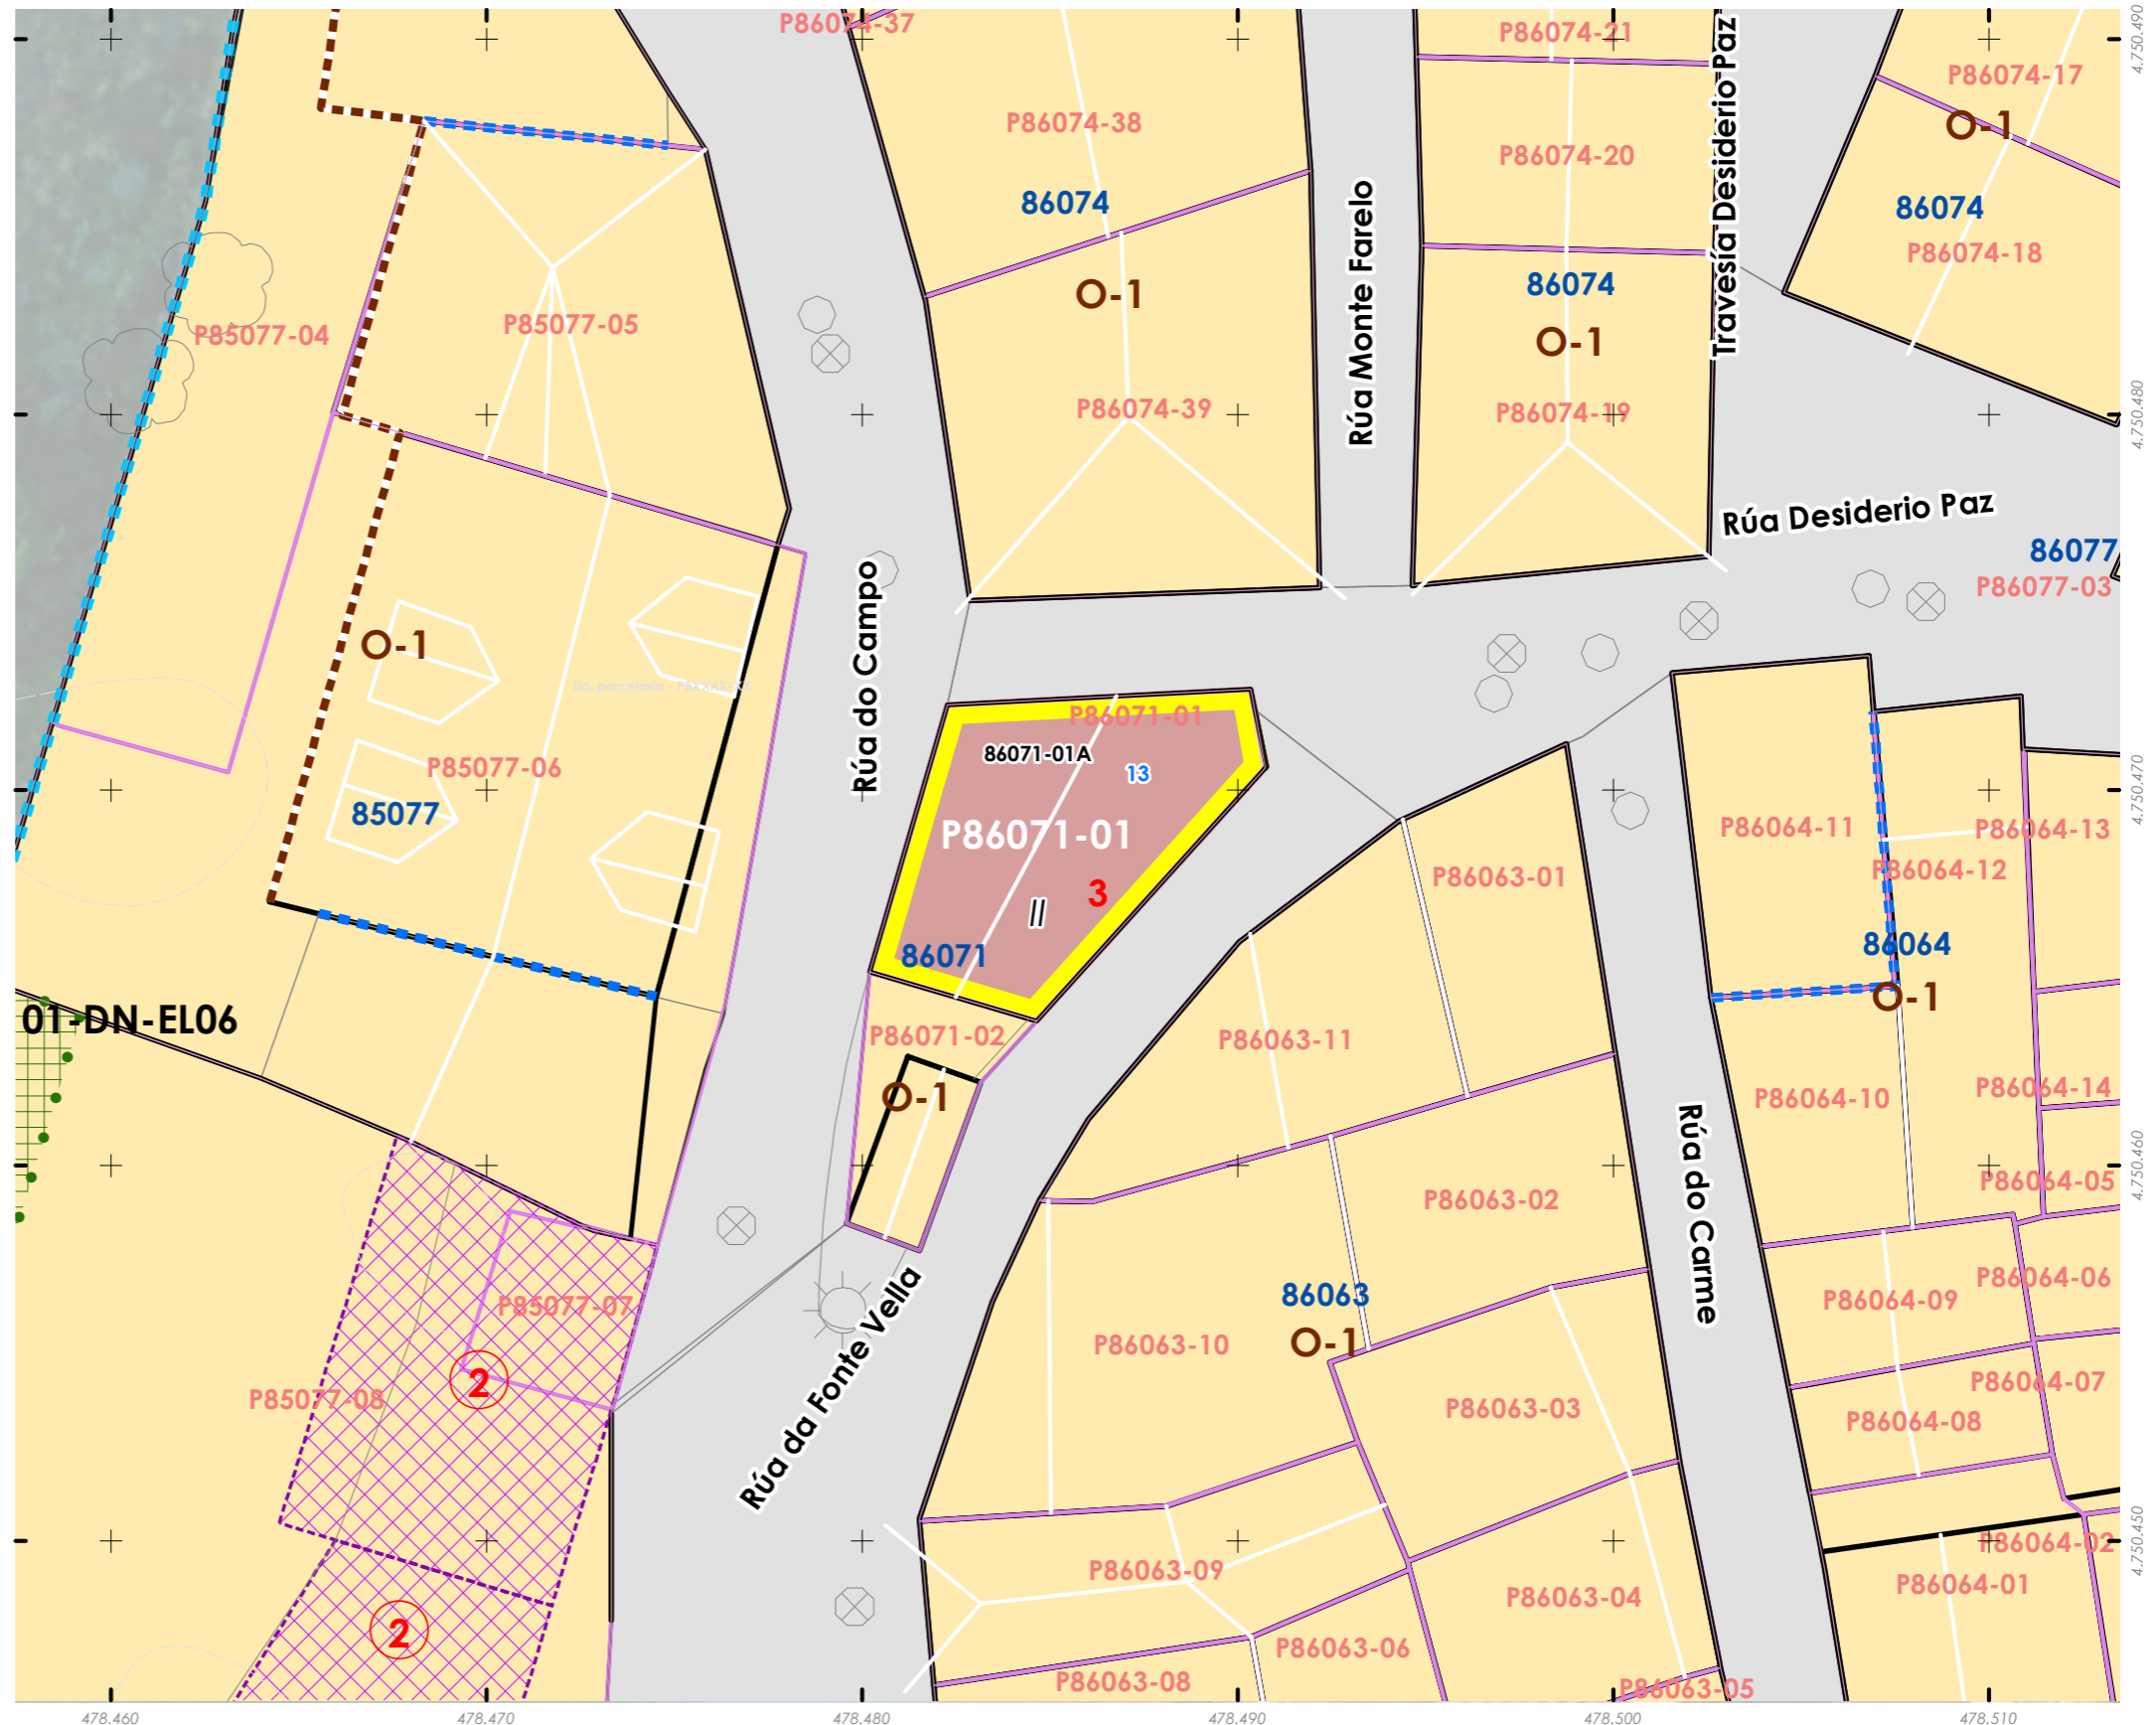 P86074-37
P86074-21
P86074-17
O-1
P86074-38
P86074-20
86074
86074
P86074-18
Travesía Desiderio Paz
Rúa Monte Farelo
4.750.490
P85077-04
P85077-05
O-1
86074
O-1
P86074-39
P86074-19
4.750.480
Rúa Desiderio Paz
86077
P86077-03
Rúa do Campo
O-1
P85077-06
85077
P86071-01
86071-01A
13
P86071-01
3
II
86071
4.750.470
P86064-11
P86064-13
P86064-12
P86063-01
86064
O-1
01-DN-EL06
P86071-02
O-1
P86063-11
P86064-10
P86064-14
Rúa do Carme
P86064-05
4.750.460
P86063-02
86063
O-1
P86064-06
P86064-09
P85077-07
2
P85077-08
Rúa da Fonte Vella
P86063-10
P86063-03
P86064-07
P86064-08
P86064-02
4.750.450
P86063-09
P86063-04
P86064-01
2
P86063-06
P86063-08
P86063-05
478.460
478.470
478.480
478.490
478.500
478.510